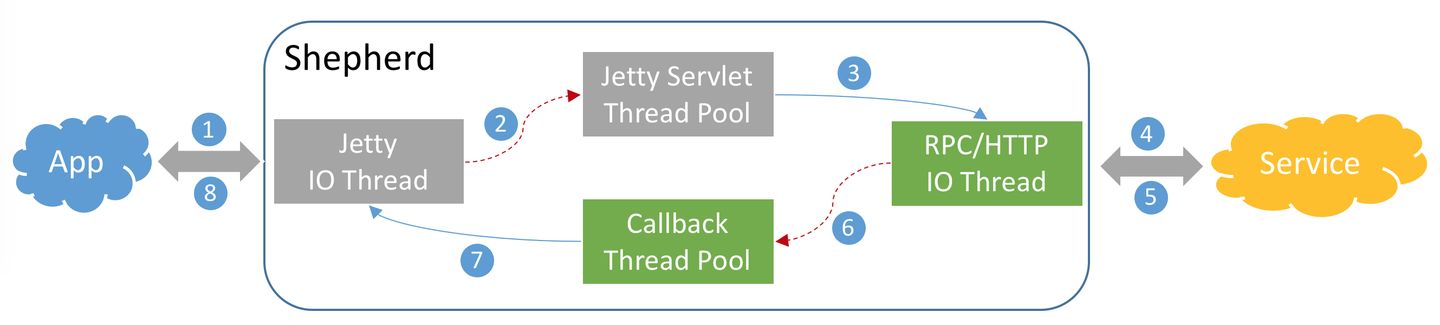 Shepherd
App
1
8
Jetty
IO Thread
2
Jetty Servlet
Thread Pool
3
RPC/HTTP
IO Thread
4
5
Service
6
Callback
Thread Pool
7